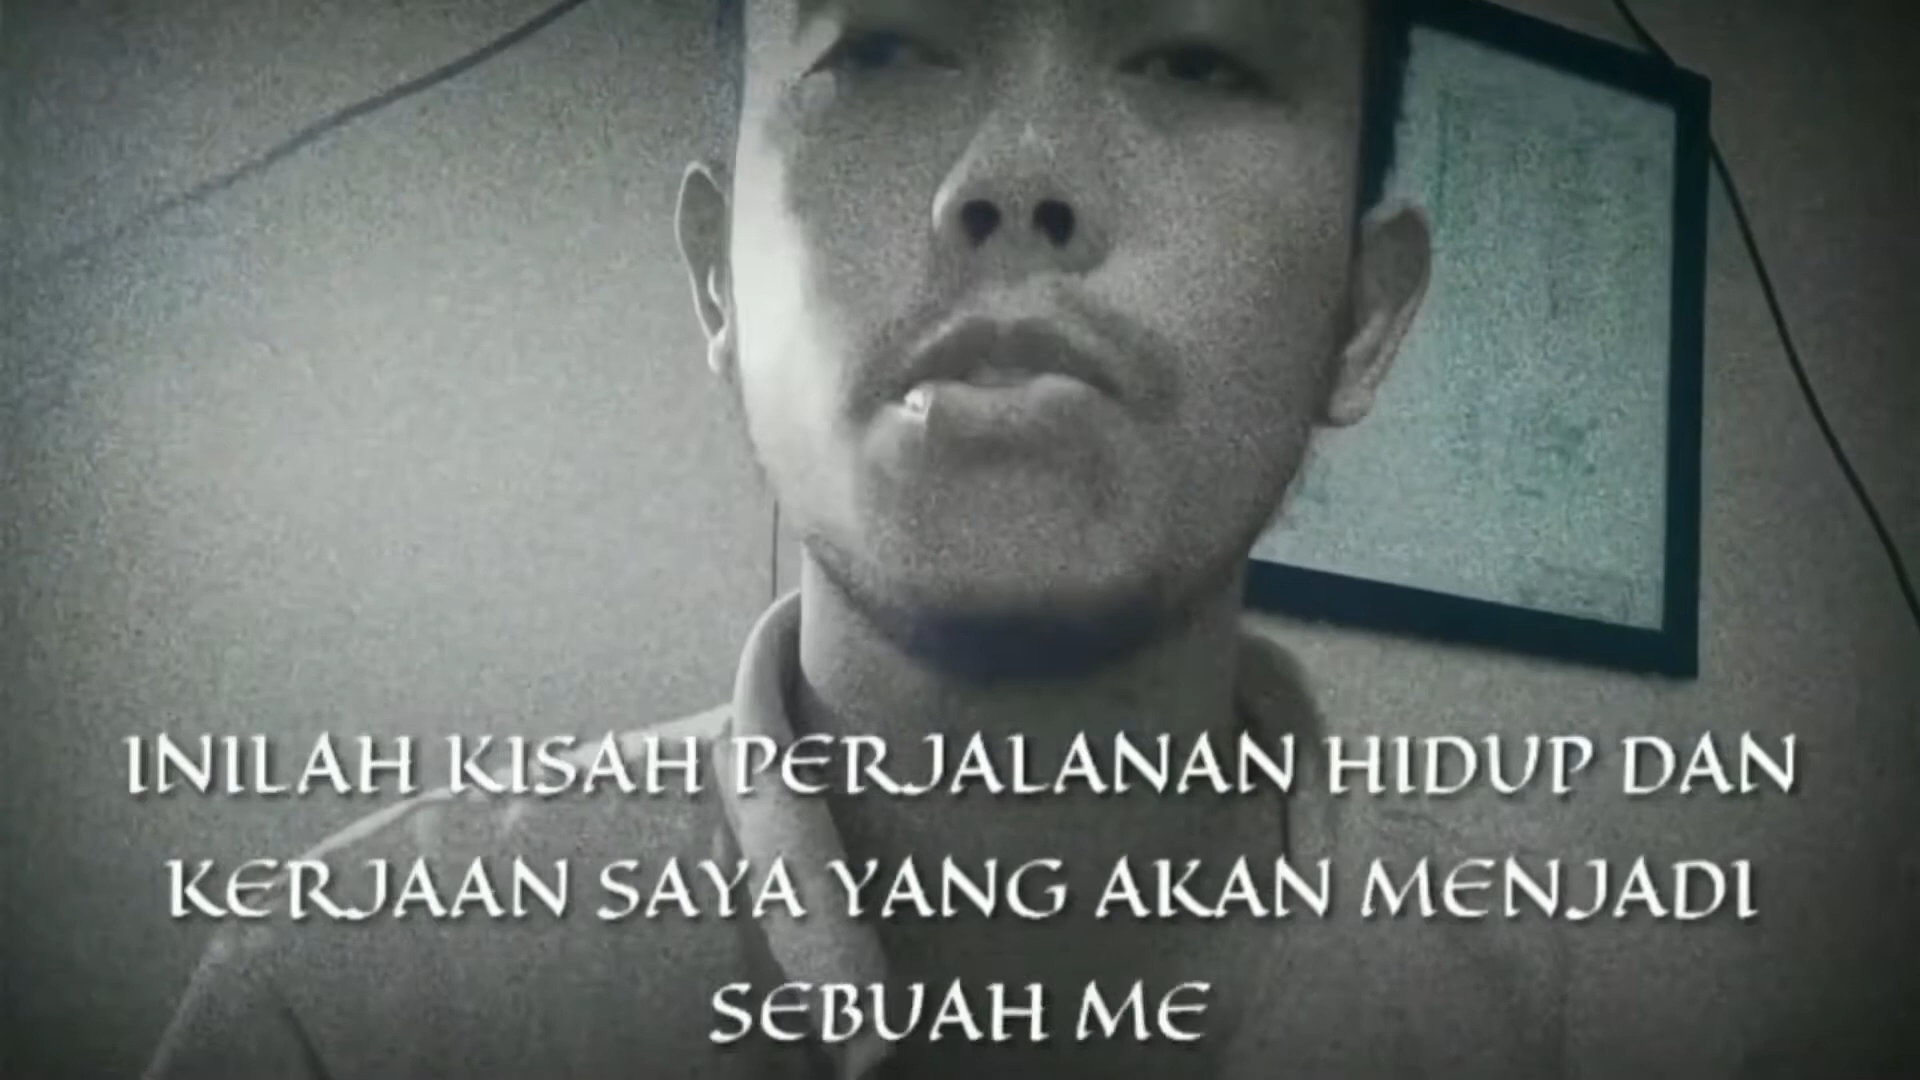 INILAH KISAH PERJALANAN HIDUP DAN
KERJAAN SAYA YANG AKAN MENJADI
SEBUAH ME